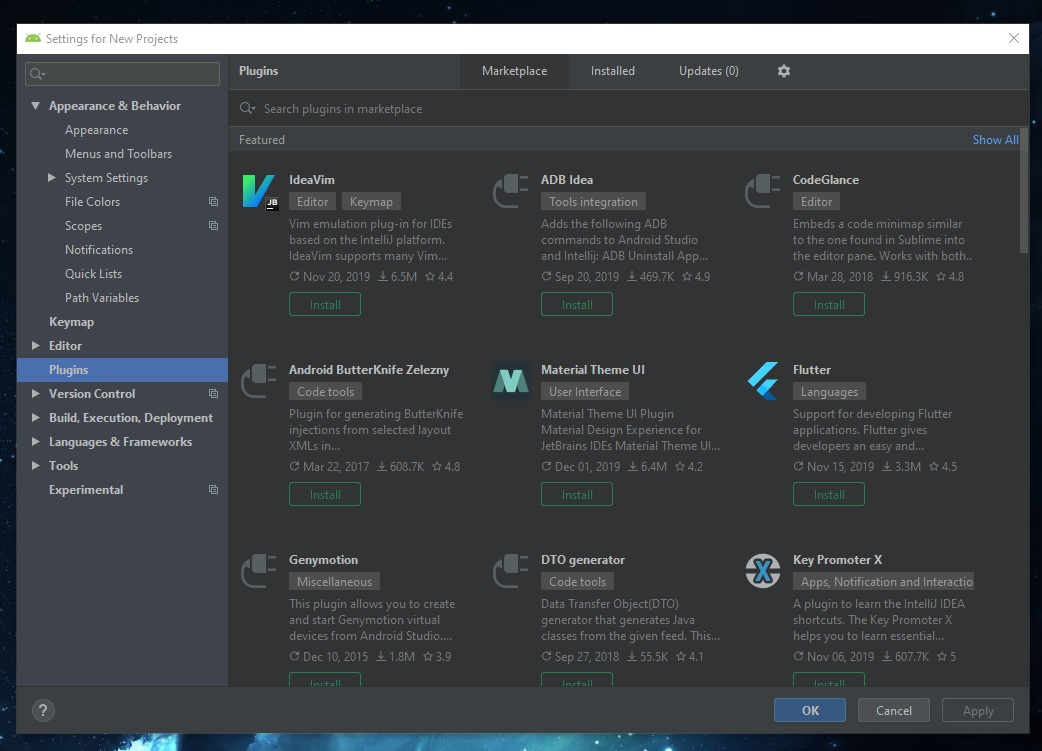 Settings for New Projects
Appearance & Behavior
Appearance
Menus and Toolbars
System Settings
File Colors
Scopes
Notifications
Quick Lists
Path Variables
Keymap
Editor
Plugins
Version Control
Build, Execution, Deployment
Languages & Frameworks
Tools
Experimental
Plugins
Marketplace
Installed
Updates (0)
Search plugins in marketplace
Featured
Show All
IdeaVim
Editor Keymap
Vim emulation plug-in for IDEs
based on the IntelliJ platform.
IdeaVim supports many Vim...
Nov 20, 2019 6.5M 4.4
Install
JB
ADB Idea
Tools integration
Adds the following ADB
commands to Android Studio
and Intellij: ADB Uninstall App...
Sep 20, 2019 469.7K 4.9
Install
CodeGlance
Editor
Embeds a code minimap similar
to the one found in Sublime into
the editor pane. Works with both..
Mar 28, 2018 916.3K 4.8
Install
Android ButterKnife Zelezny
Code tools
Plugin for generating ButterKnife
injections from selected layout
XMLs in...
Mar 22, 2017 608.7K 4.8
Install
Material Theme UI
User Interface
Material Theme UI Plugin
Material Design Experience for
JetBrains IDEs Material Theme UI...
Dec 01, 2019 6.4M 4.2
Install
Flutter
Languages
Support for developing Flutter
applications. Flutter gives
developers an easy and...
Nov 15, 2019 3.3M 4.5
Install
Genymotion
Miscellaneous
This plugin allows you to create
and start Genymotion virtual
devices from Android Studio....
Dec 10, 2015 1.8M 3.9
Install
DTO generator
Code tools
Data Transfer Object(DTO)
generator that generates Java
classes from the given feed. This...
Sep 27, 2018 55.5K 4.1
Install
Key Promoter X
Apps, Notification and Interactio
A plugin to learn the IntelliJ IDEA
shortcuts. The Key Promoter X
helps you to learn essential...
Nov 06, 2019 607.7K 5
Install
?
OK
Cancel
Apply